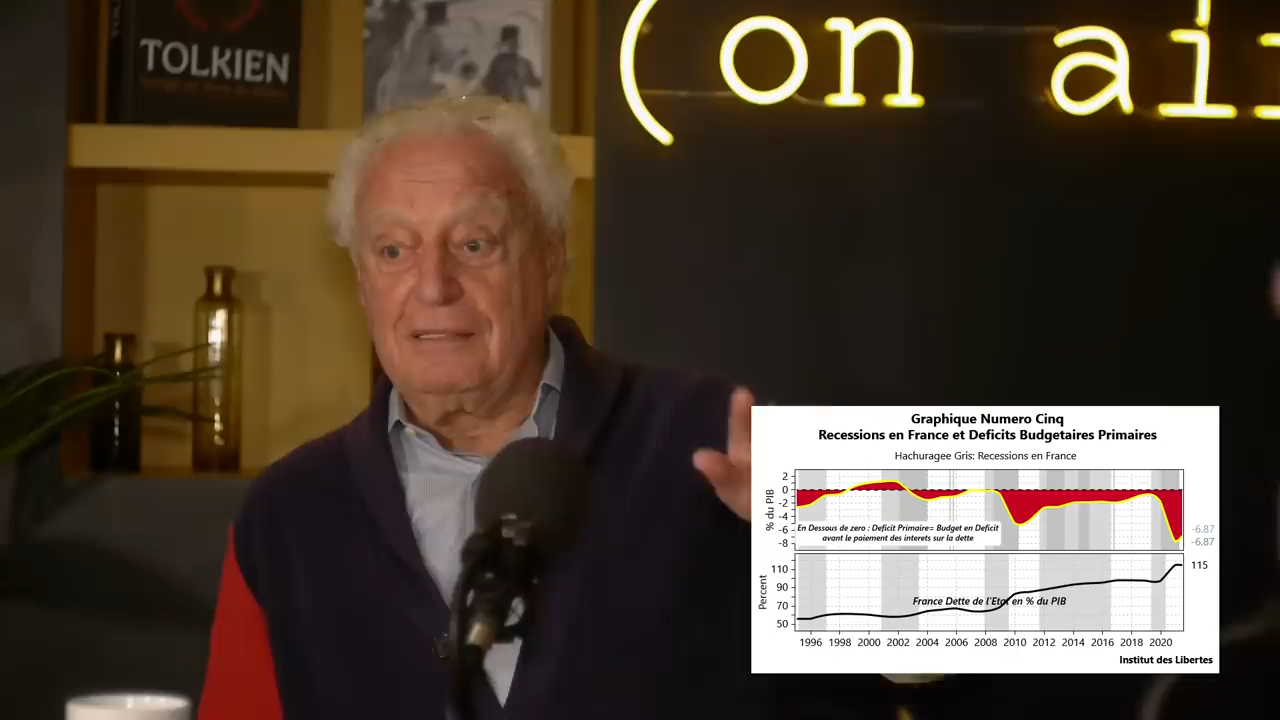 TOLKIEN
(on ai
Graphique Numero Cinq
Recessions en France et Deficits Budgetaires Primaires
Hachuragee Gris: Recessions en France
% du PIB
2
0
-2
-4
-6
-8
En Dessous de zero : Deficit Primaire= Budget en Deficit
avant le paiement des interets sur la dette
-6.87
-6.87
Percent
110
90
70
50
115
France Dette de l'Etat en % du PIB
1996 1998 2000 2002 2004 2006 2008 2010 2012 2014 2016 2018 2020
Institut des Libertes